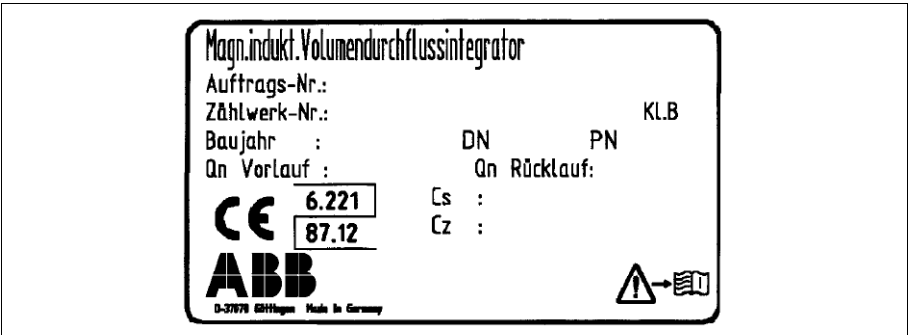 Magn.indukt.Volumendurchflussintegrator
Auftrags-Nr.:
Zählwerk-Nr.: Kl.B
Baujahr : DN PN
Qn Vorlauf : Qn Rücklauf:
CE 6.221 Cs :
87.12 Cz :
ABB
D-37070 Göttingen Made in Germany